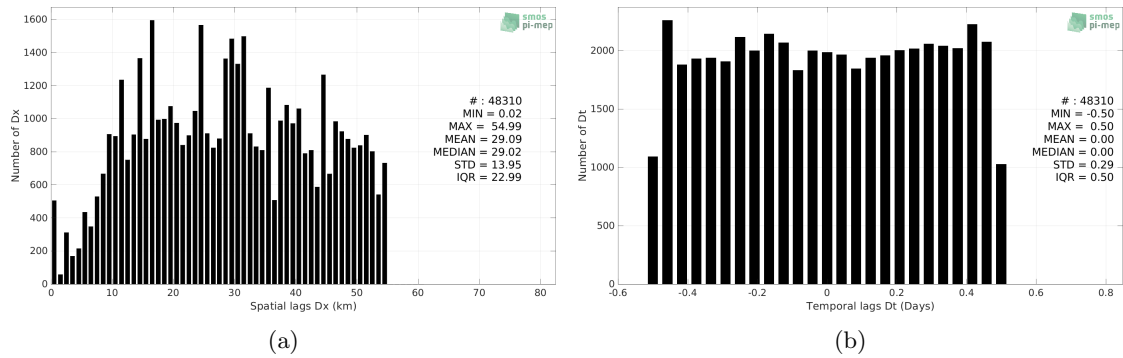 1600
1400
1200
1000
800
600
400
200
0
Number of Dx
0 10 20 30 40 50 60 70 80
Spatial lags Dx (km)
smos
pi-mep
# : 48310
MIN = 0.02
MAX = 54.99
MEAN = 29.09
MEDIAN = 29.02
STD = 13.95
IQR = 22.99
(a)
2000
1500
1000
500
0
Number of Dt
-0.6 -0.4 -0.2 0 0.2 0.4 0.6 0.8
Temporal lags Dt (Days)
smos
pi-mep
# : 48310
MIN = -0.50
MAX = 0.50
MEAN = 0.00
MEDIAN = 0.00
STD = 0.29
IQR = 0.50
(b)